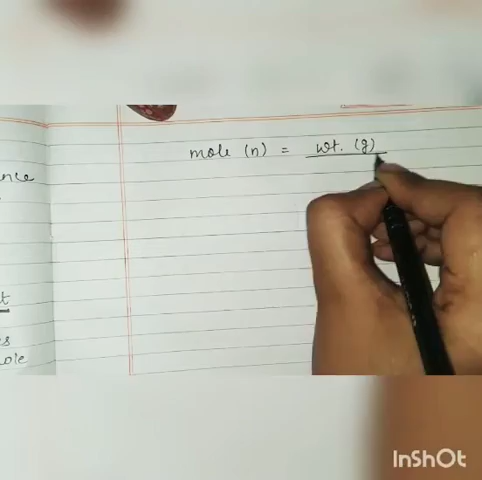 mole (n) = wt. (g)
t
InShOt